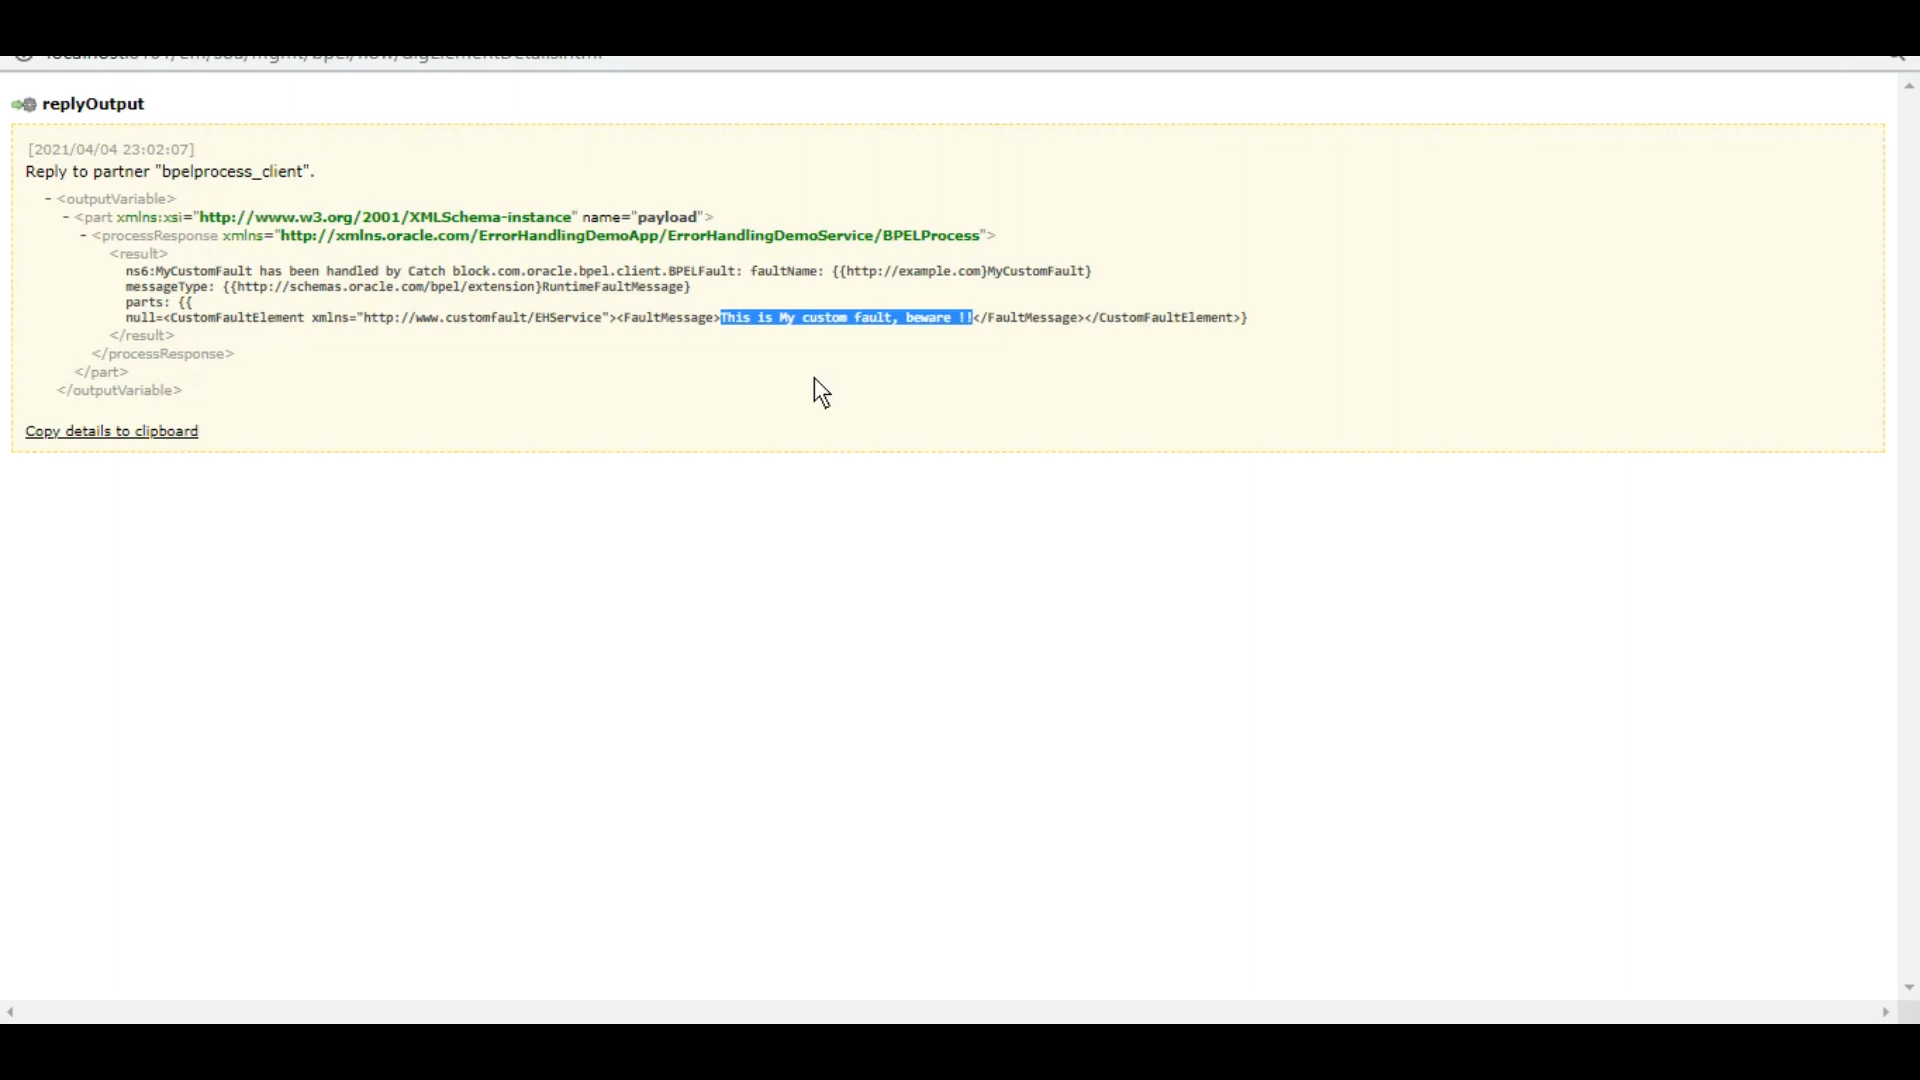 replyOutput
[2021/04/04 23:02:07]
Reply to partner "bpelprocess_client".
- <outputVariable>
- <part xmlns:xsi="http://www.w3.org/2001/XMLSchema-instance" name="payload">
- <processResponse xmlns="http://xmlns.oracle.com/ErrorHandlingDemoApp/ErrorHandlingDemoService/BPELProcess">
<result>
ns6:MyCustomFault has been handled by Catch block.com.oracle.bpel.client.BPELFault: faultName: {{http://example.com}MyCustomFault}
messageType: {{http://schemas.oracle.com/bpel/extension}RuntimeFaultMessage}
parts: {{
null=<CustomFaultElement xmlns="http://www.customfault/EHService"><FaultMessage>This is My custom fault, beware !!</FaultMessage></CustomFaultElement>}
</result>
</processResponse>
</part>
</outputVariable>
Copy details to clipboard